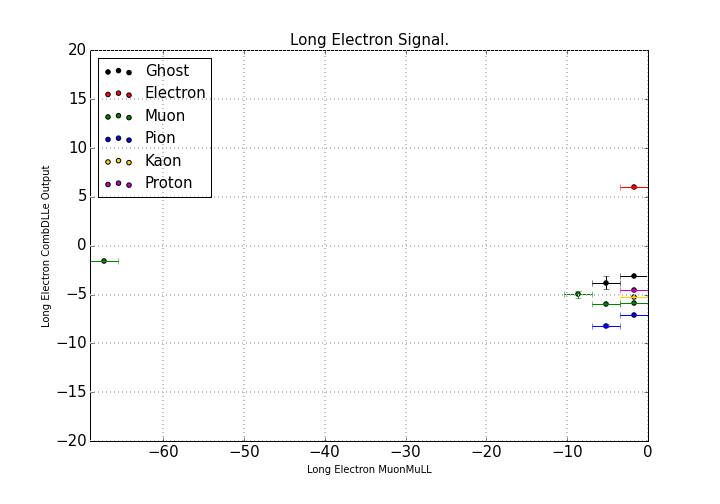 Long Electron Signal.
20
15
10
5
0
−5
−10
−15
−20
Long Electron CombDLLe Output
Ghost
Electron
Muon
Pion
Kaon
Proton
−60
−50
−40
−30
−20
−10
0
Long Electron MuonMuLL